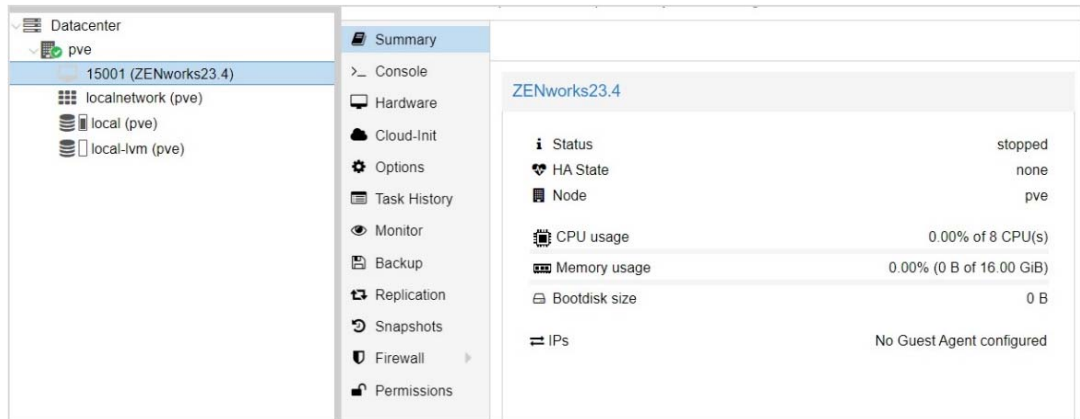 Datacenter
pve
15001 (ZENworks23.4)
localnetwork (pve)
local (pve)
local-lvm (pve)
Summary
Console
Hardware
Cloud-Init
Options
Task History
Monitor
Backup
Replication
Snapshots
Firewall
Permissions
ZENworks23.4
Status stopped
HA State none
Node pve
CPU usage 0.00% of 8 CPU(s)
Memory usage 0.00% (0 B of 16.00 GiB)
Bootdisk size 0 B
IPs No Guest Agent configured